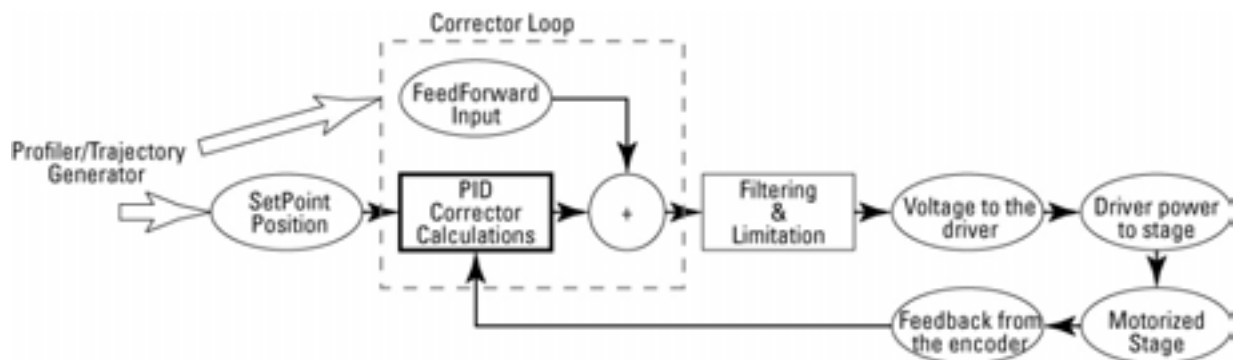 Corrector Loop
FeedForward
Input
Profiler/Trajectory
Generator
SetPoint
Position
PID
Corrector
Calculations
+
Filtering
&
Limitation
Voltage to the
driver
Driver power
to stage
Feedback from
the encoder
Motorized
Stage